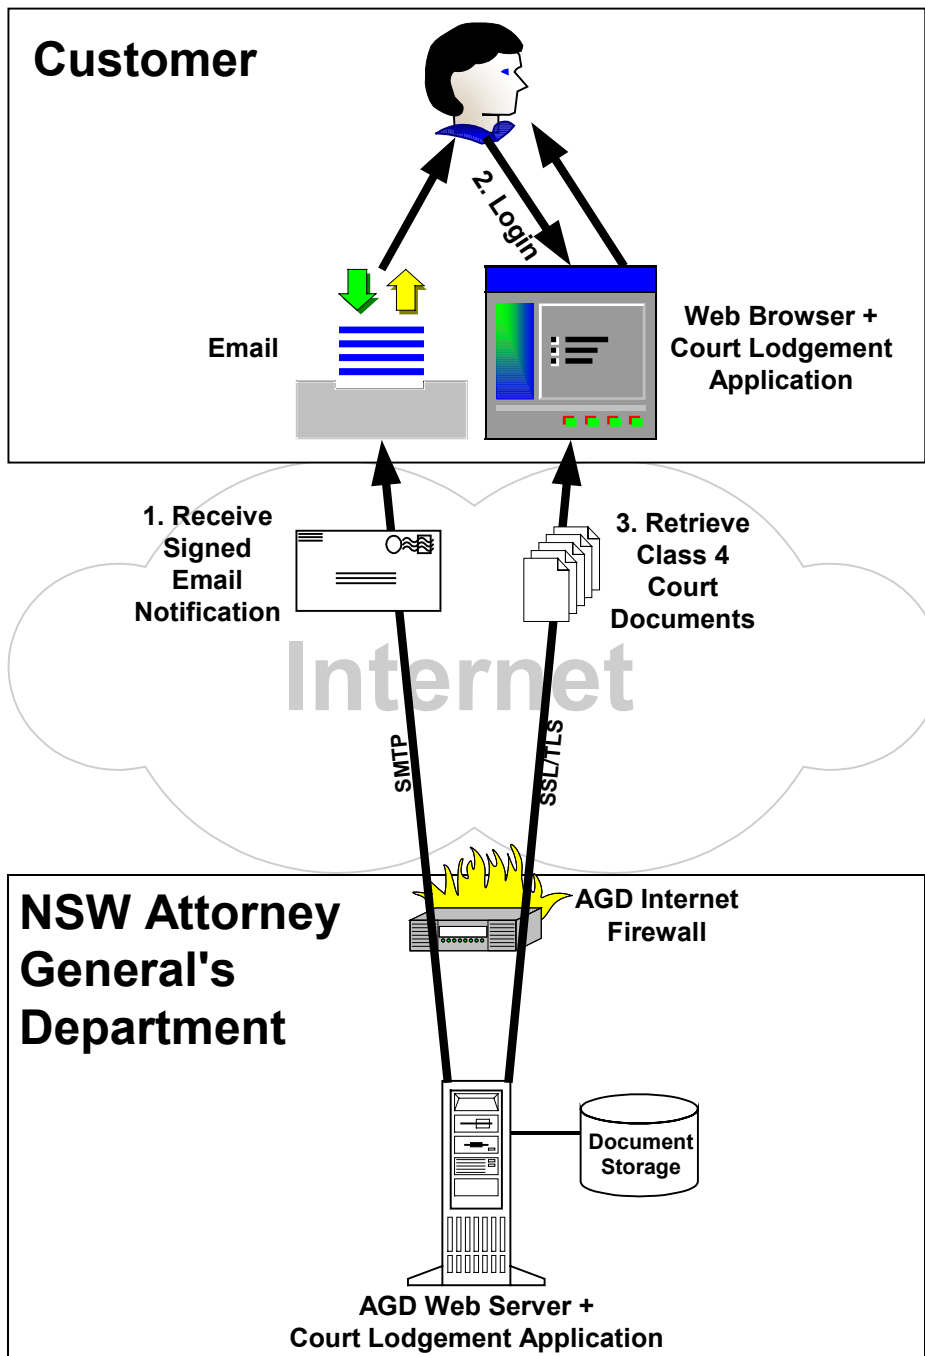 Customer
2. Login
Email
Web Browser +
Court Lodgement
Application
1. Receive
Signed
Email
Notification
3. Retrieve
Class 4
Court
Documents
Internet
SMTP
SSL/TLS
NSW Attorney
General's
Department
AGD Internet
Firewall
Document
Storage
AGD Web Server +
Court Lodgement Application